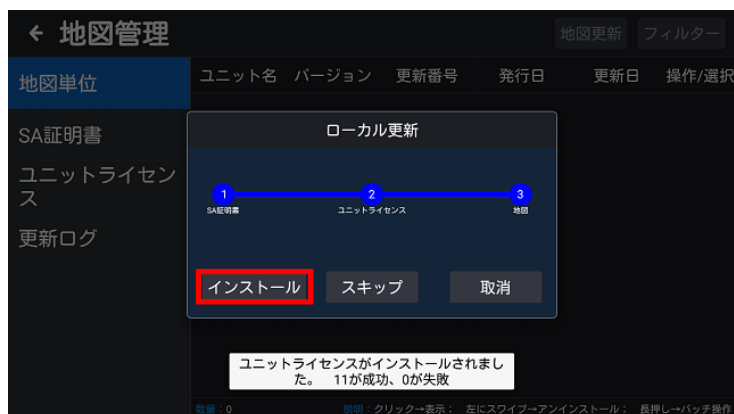 ← 地図管理
地図更新 フィルター
地図単位
ユニット名 バージョン 更新番号 発行日 更新日 操作/選択
SA証明書
ユニットライセン
ス
更新ログ
ローカル更新
1 2 3
SA証明書 ユニットライセンス 地図
インストール スキップ 取消
ユニットライセンスがインストールされまし
た。 11が成功、0が失敗
数量:0 説明:クリック→表示； 左にスワイプ→アンインストール； 長押し→バッチ操作